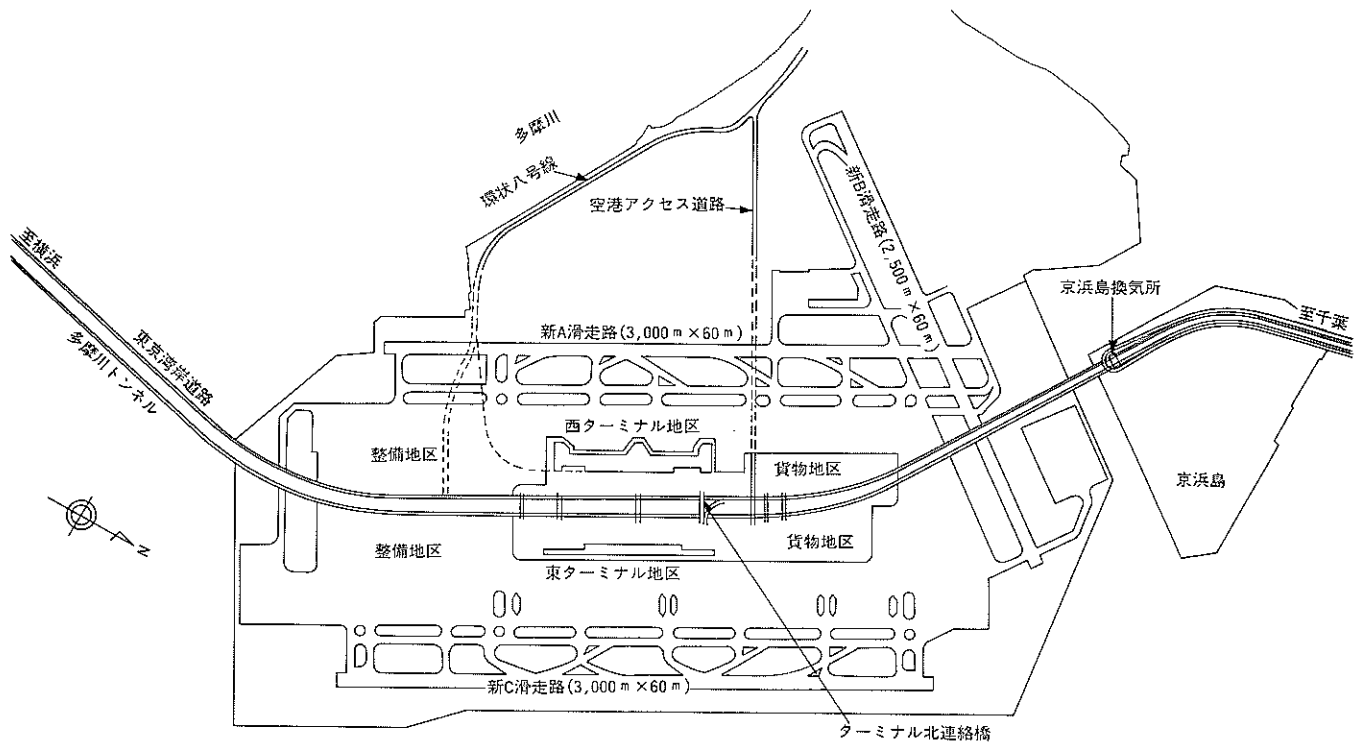 多摩川
環状八号線
空港アクセス道路
新B滑走路(2,500m×60m)
至横浜
東京湾岸道路
多摩川トンネル
京浜島換気所
至千葉
新A滑走路(3,000m×60m)
西ターミナル地区
整備地区
貨物地区
京浜島
N
整備地区
貨物地区
東ターミナル地区
新C滑走路(3,000m×60m)
ターミナル北連絡橋